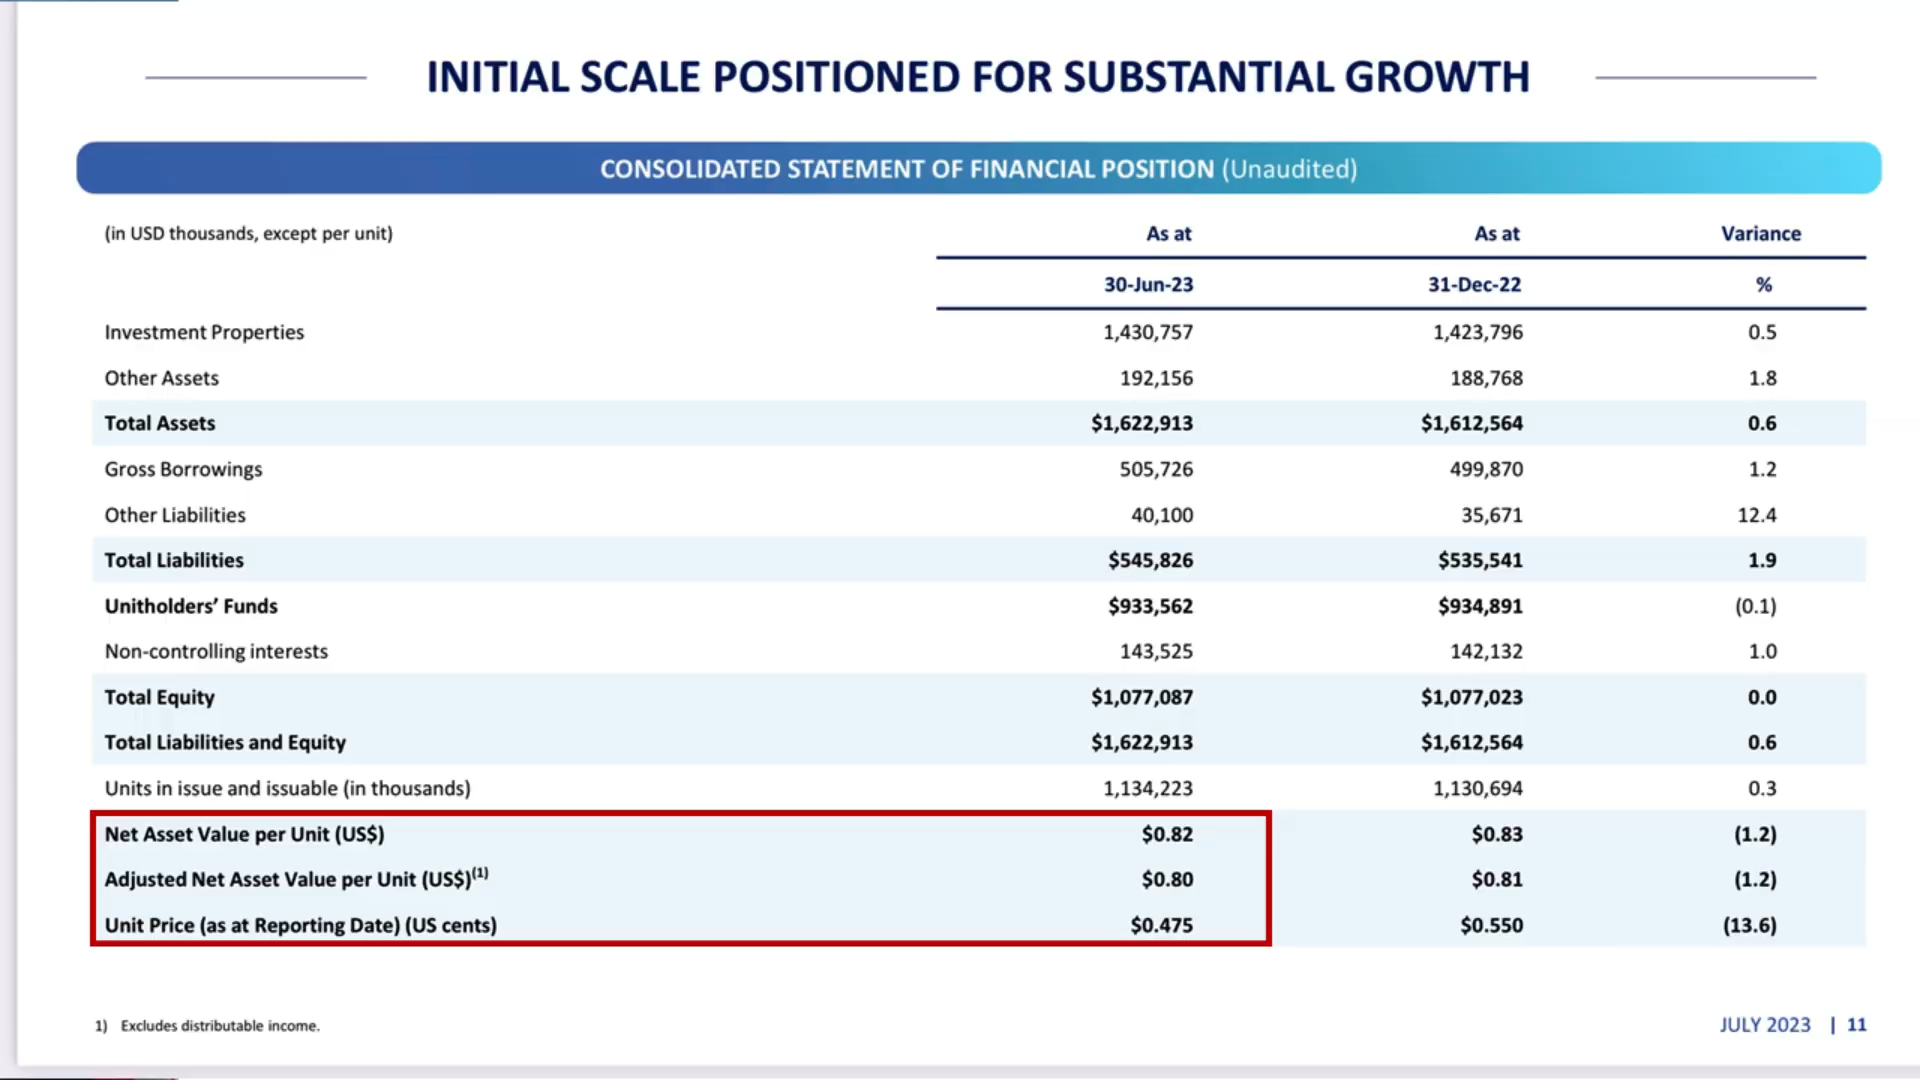 INITIAL SCALE POSITIONED FOR SUBSTANTIAL GROWTH
CONSOLIDATED STATEMENT OF FINANCIAL POSITION (Unaudited)
(in USD thousands, except per unit) As at As at Variance
30-Jun-23 31-Dec-22 %
Investment Properties 1,430,757 1,423,796 0.5
Other Assets 192,156 188,768 1.8
Total Assets $1,622,913 $1,612,564 0.6
Gross Borrowings 505,726 499,870 1.2
Other Liabilities 40,100 35,671 12.4
Total Liabilities $545,826 $535,541 1.9
Unitholders’ Funds $933,562 $934,891 (0.1)
Non-controlling interests 143,525 142,132 1.0
Total Equity $1,077,087 $1,077,023 0.0
Total Liabilities and Equity $1,622,913 $1,612,564 0.6
Units in issue and issuable (in thousands) 1,134,223 1,130,694 0.3
Net Asset Value per Unit (US$) $0.82 $0.83 (1.2)
Adjusted Net Asset Value per Unit (US$)(1) $0.80 $0.81 (1.2)
Unit Price (as at Reporting Date) (US cents) $0.475 $0.550 (13.6)
1) Excludes distributable income.
JULY 2023 | 11